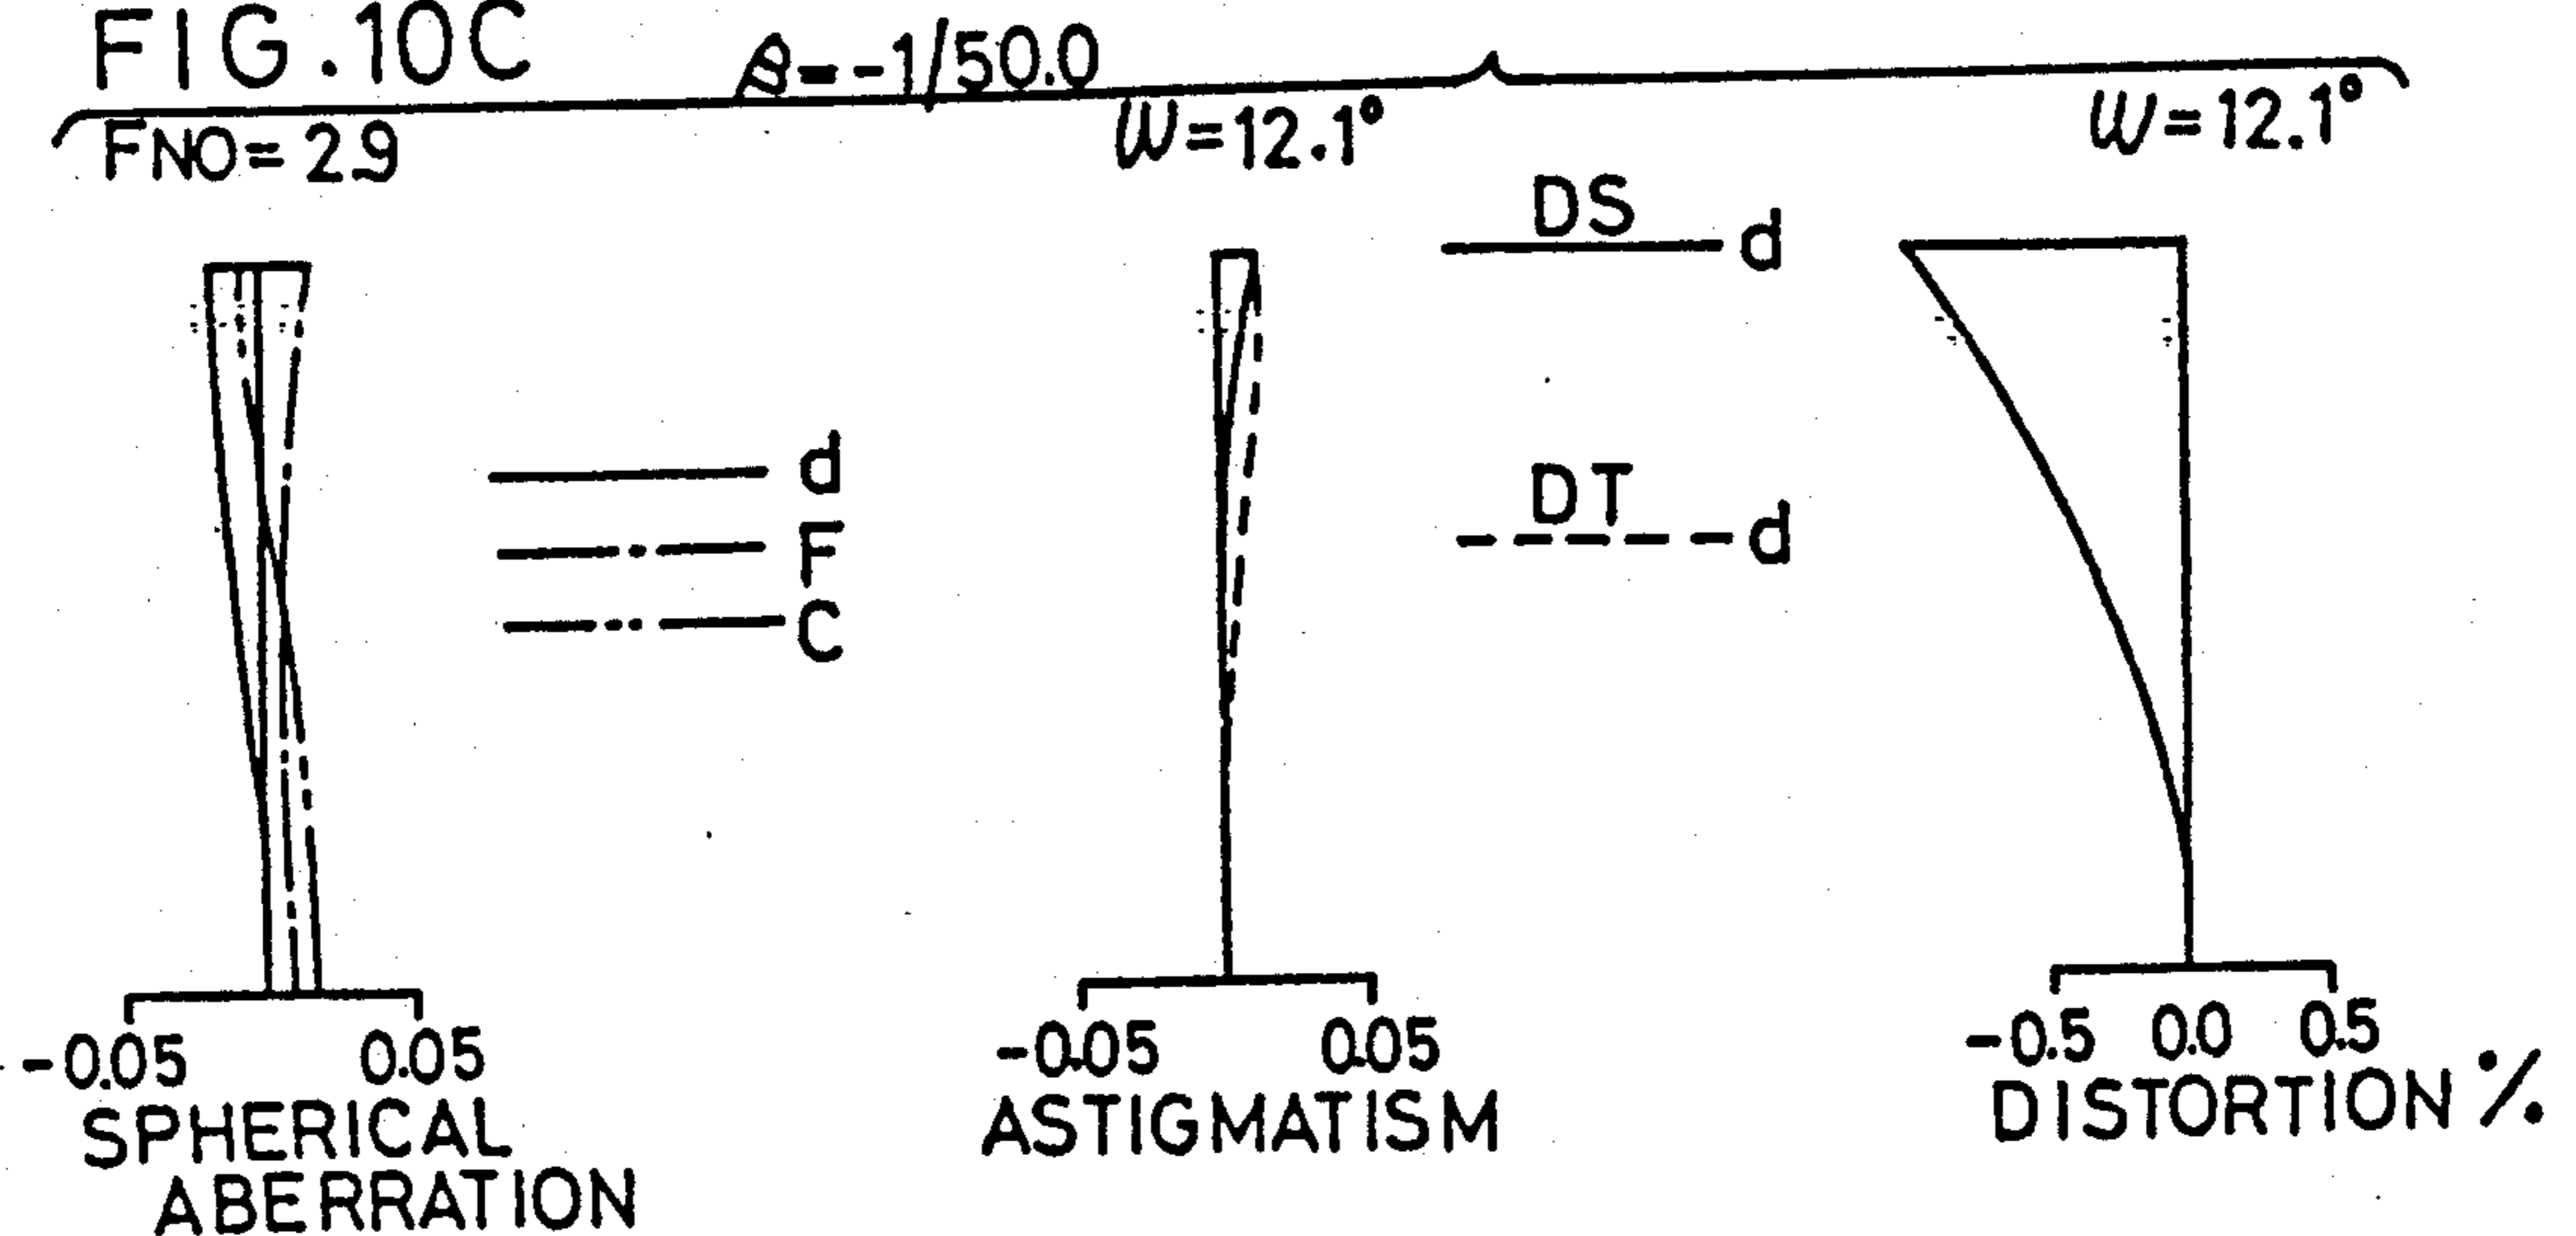 FIG.10C
β=-1/50.0
FNO=2.9
W=12.1°
W=12.1°
DS
d
d
F
C
DT
d
-0.05 0.05
SPHERICAL
ABERRATION
-0.05 0.05
ASTIGMATISM
-0.5 0.0 0.5
DISTORTION %